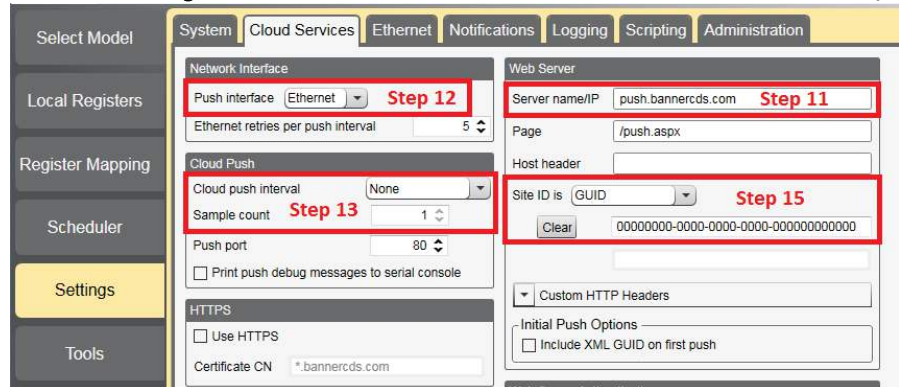 Select Model
Local Registers
Register Mapping
Scheduler
Settings
Tools
System Cloud Services Ethernet Notifications Logging Scripting Administration
Network Interface
Push interface Ethernet Step 12
Ethernet retries per push interval 5
Cloud Push
Cloud push interval None
Sample count Step 13 1
Push port 80
Print push debug messages to serial console
HTTPS
Use HTTPS
Certificate CN *.bannercds.com
Web Server
Server name/IP push.bannercds.com Step 11
Page /push.aspx
Host header
Site ID is GUID Step 15
Clear 00000000-0000-0000-0000-000000000000
Custom HTTP Headers
Initial Push Options
Include XML GUID on first push